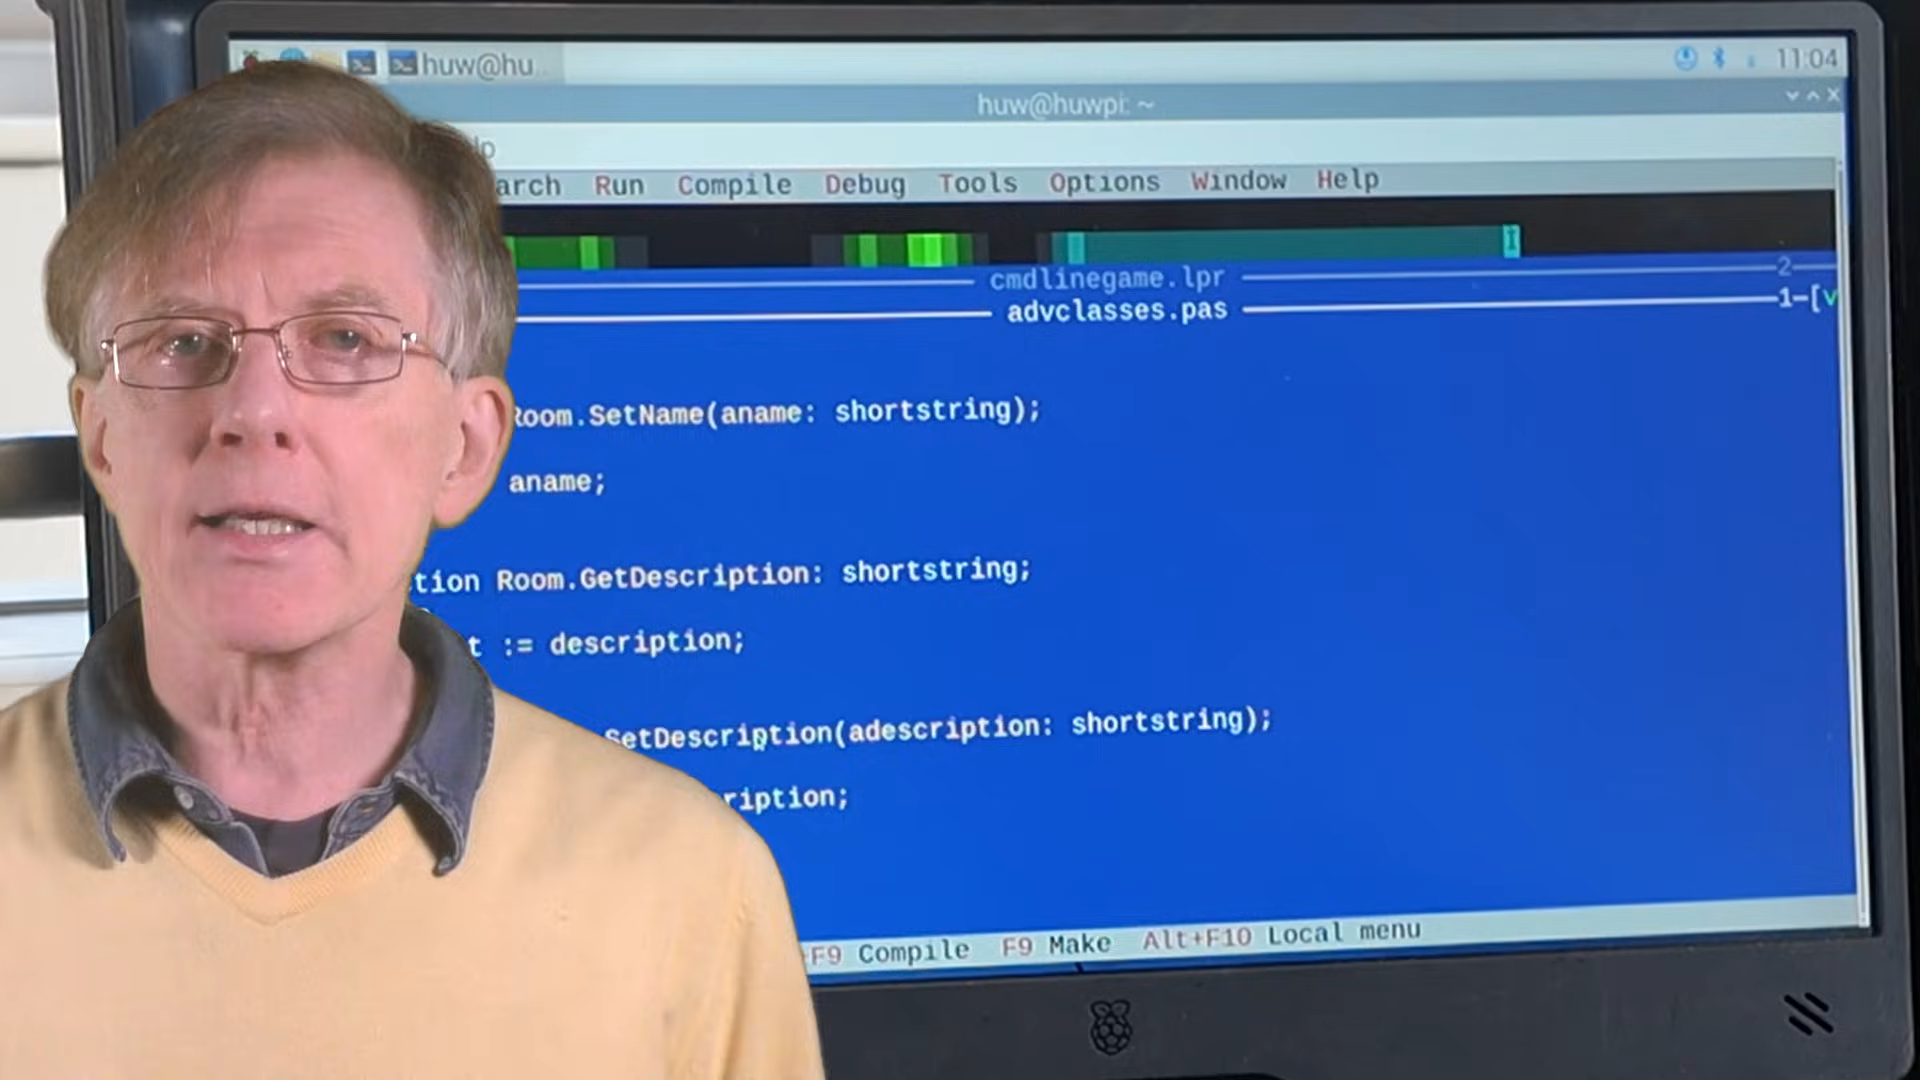 huw@hu...
11:04
huw@huwpi: ~
lp
arch Run Compile Debug Tools Options Window Help
cmdlinegame.lpr 2
advclasses.pas 1-[v
Room.SetName(aname: shortstring);
aname;
tion Room.GetDescription: shortstring;
t := description;
SetDescription(adescription: shortstring);
ription;
F9 Compile F9 Make Alt+F10 Local menu